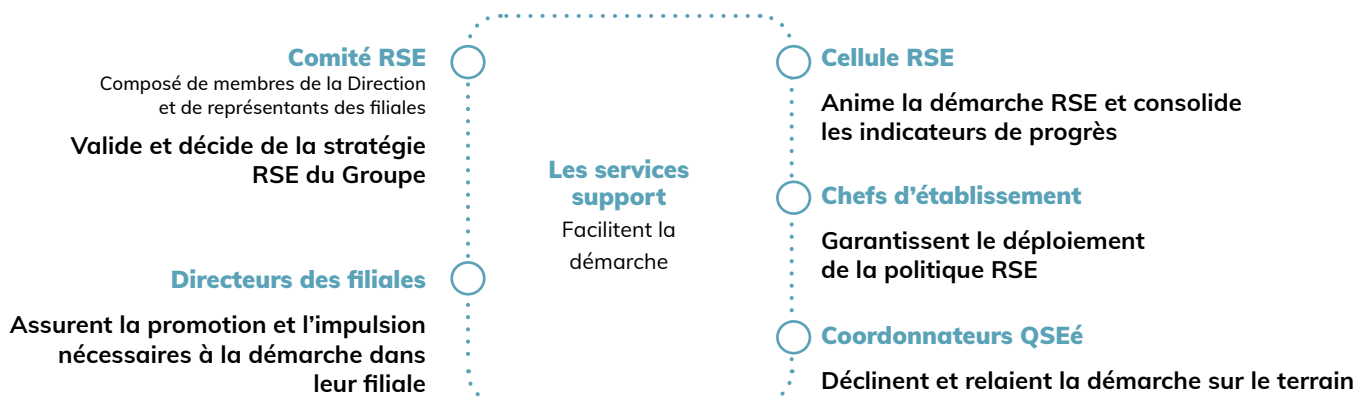 Comité RSE
Composé de membres de la Direction
et de représentants des filiales
Valide et décide de la stratégie
RSE du Groupe
Directeurs des filiales
Assurent la promotion et l’impulsion
nécessaires à la démarche dans
leur filiale
Les services
support
Facilitent la
démarche
Cellule RSE
Anime la démarche RSE et consolide
les indicateurs de progrès
Chefs d’établissement
Garantissent le déploiement
de la politique RSE
Coordonnateurs QSEé
Déclinent et relaient la démarche sur le terrain